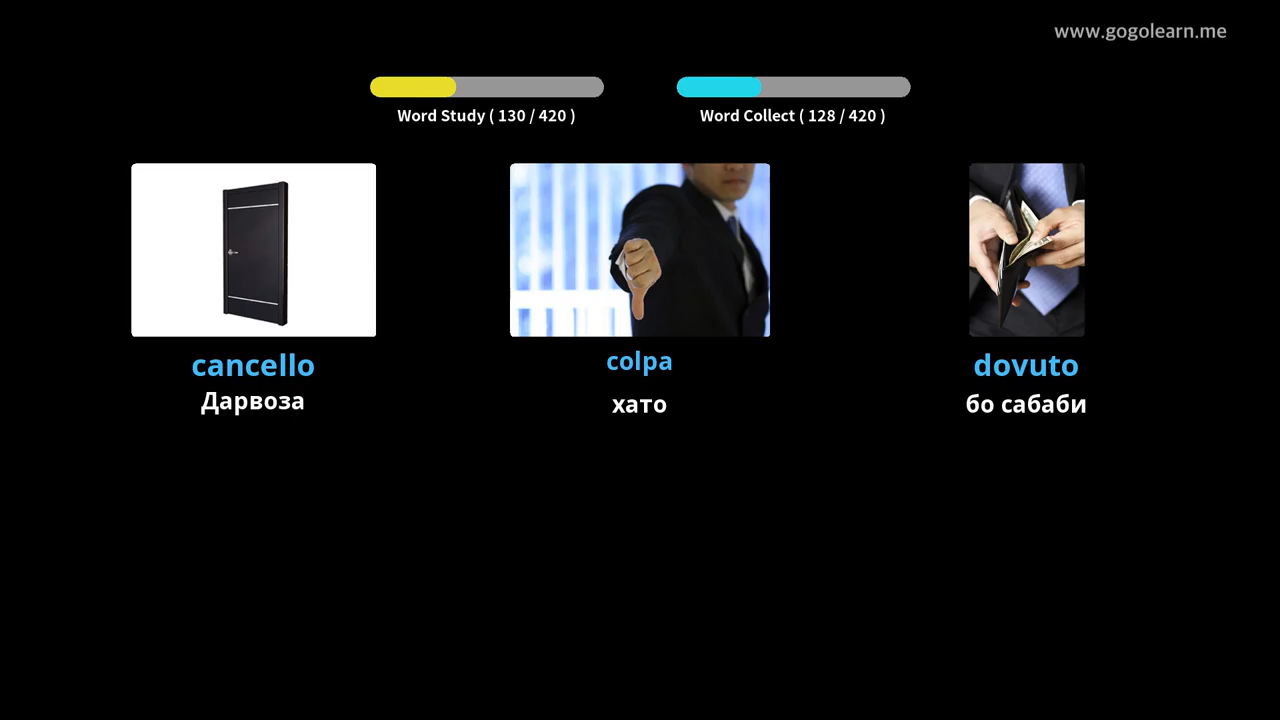 www.gogolearn.me
Word Study ( 130 / 420 )
Word Collect ( 128 / 420 )
cancello
Дарвоза
colpa
хато
dovuto
бо сабаби